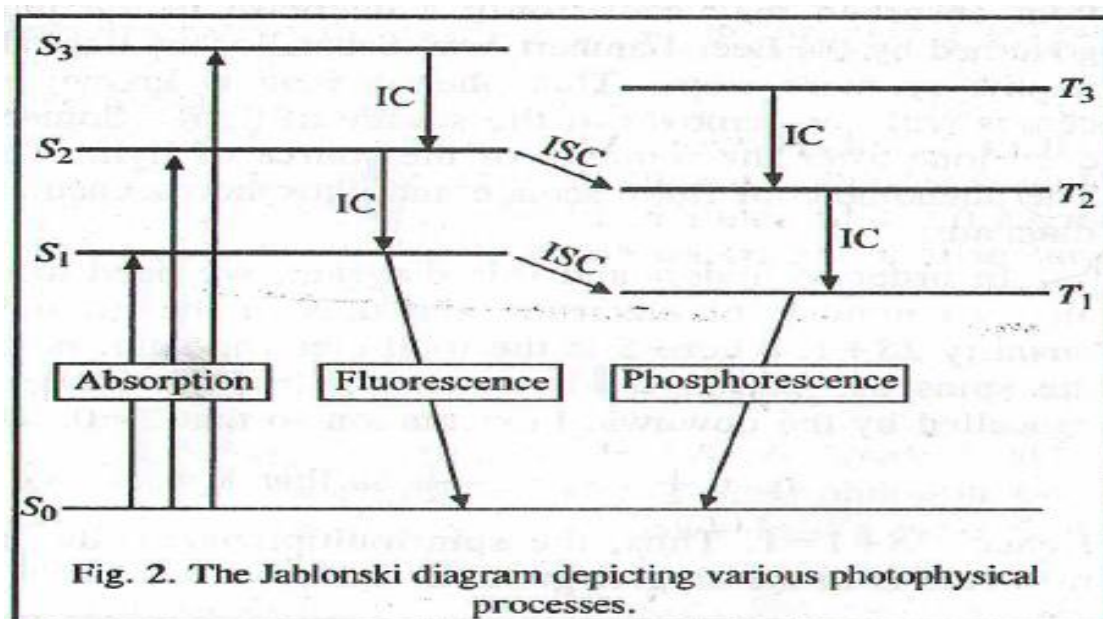 S3
IC
T3
S2
ISC
IC
T2
IC
S1
ISC
IC
T1
Absorption
Fluorescence
Phosphorescence
S0
Fig. 2. The Jablonski diagram depicting various photophysical
processes.